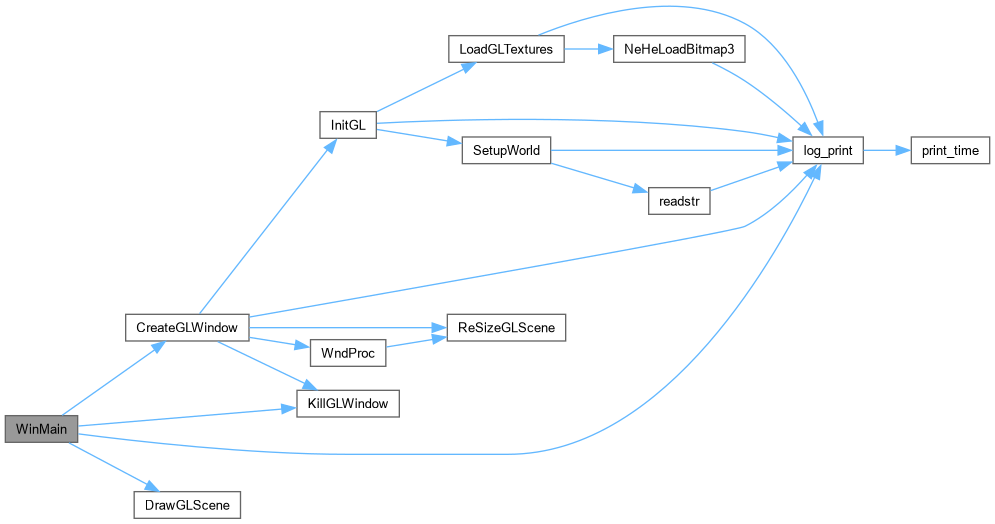 LoadGLTextures
NeHeLoadBitmap3
InitGL
SetupWorld
log_print
print_time
readstr
CreateGLWindow
ReSizeGLScene
WndProc
KillGLWindow
WinMain
DrawGLScene